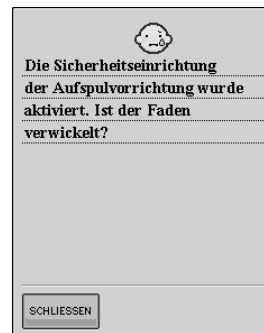 Die Sicherheitseinrichtung
der Aufspulvorrichtung wurde
aktiviert. Ist der Faden
verwickelt?
SCHLIESSEN